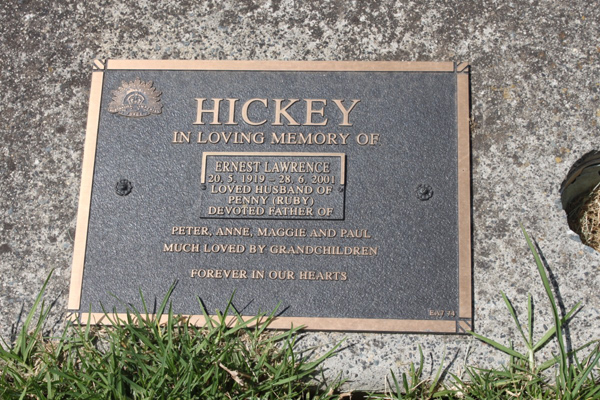 HICKEY
IN LOVING MEMORY OF
ERNEST LAWRENCE
20. 3. 1919 - 28. 6. 2001
LOVED HUSBAND OF
PENNY (RUBY)
DEVOTED FATHER OF
PETER, ANNE, MAGGIE AND PAUL
MUCH LOVED BY GRANDCHILDREN
FOREVER IN OUR HEARTS